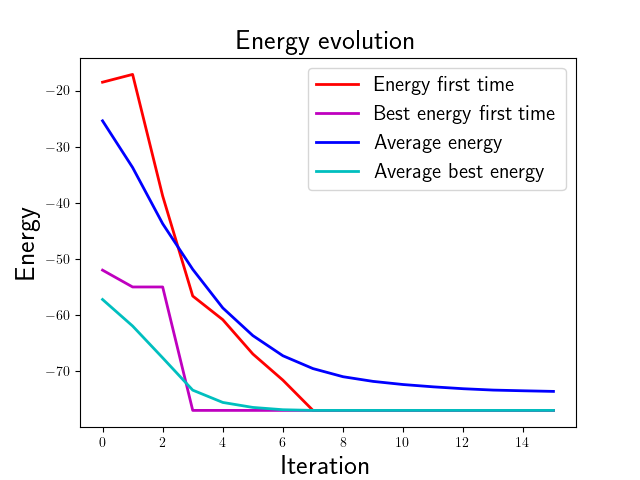 Energy evolution
Energy first time
Best energy first time
Average energy
Average best energy
−20
−30
−40
−50
−60
−70
Energy
0 2 4 6 8 10 12 14
Iteration